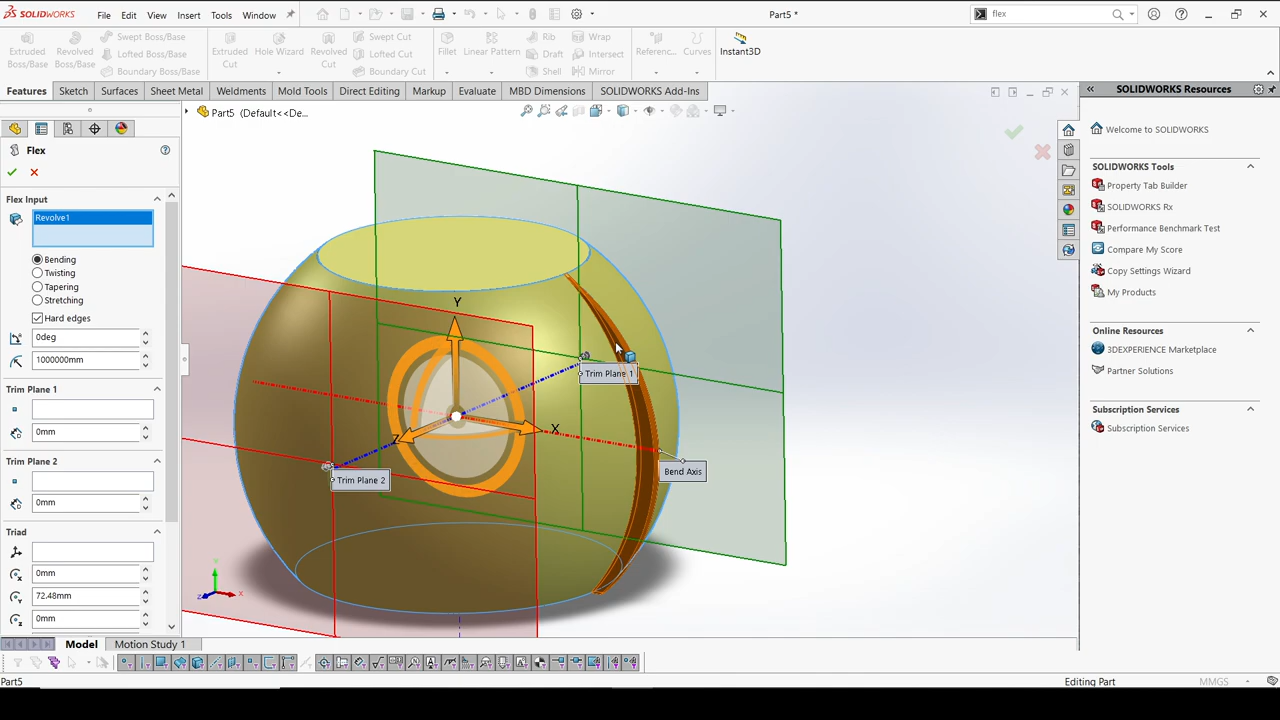 SOLIDWORKS File Edit View Insert Tools Window Part5 * flex
Extruded Boss/Base
Revolved Boss/Base
Swept Boss/Base
Lofted Boss/Base
Boundary Boss/Base
Extruded Cut
Hole Wizard
Revolved Cut
Swept Cut
Lofted Cut
Boundary Cut
Fillet
Linear Pattern
Rib
Draft
Shell
Wrap
Intersect
Mirror
Referenc...
Curves
Instant3D
Features Sketch Surfaces Sheet Metal Weldments Mold Tools Direct Editing Markup Evaluate MBD Dimensions SOLIDWORKS Add-Ins
Part5 (Default<<De...
Flex
Flex Input
Revolve1
Bending
Twisting
Tapering
Stretching
Hard edges
0deg
1000000mm
Trim Plane 1
0mm
Trim Plane 2
0mm
Triad
0mm
72.48mm
0mm
Y
X
Z
Trim Plane 1
Trim Plane 2
Bend Axis
Y
X
Z
SOLIDWORKS Resources
Welcome to SOLIDWORKS
SOLIDWORKS Tools
Property Tab Builder
SOLIDWORKS Rx
Performance Benchmark Test
Compare My Score
Copy Settings Wizard
My Products
Online Resources
3DEXPERIENCE Marketplace
Partner Solutions
Subscription Services
Subscription Services
Model Motion Study 1
Part5 Editing Part MMGS